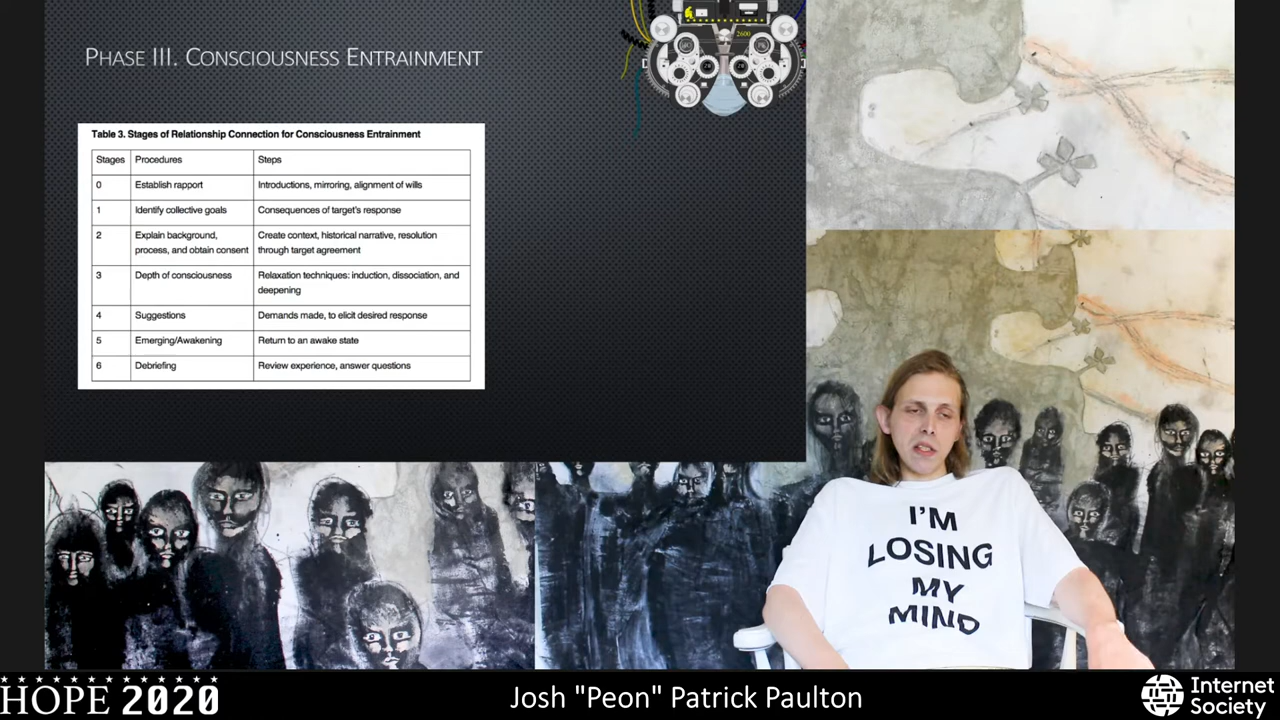 PHASE III. CONSCIOUSNESS ENTRAINMENT
2600
Table 3. Stages of Relationship Connection for Consciousness Entrainment
Stages Procedures Steps
0 Establish rapport Introductions, mirroring, alignment of wills
1 Identify collective goals Consequences of target's response
2 Explain background, Create context, historical narrative, resolution
process, and obtain consent through target agreement
3 Depth of consciousness Relaxation techniques: induction, dissociation, and
deepening
4 Suggestions Demands made, to elicit desired response
5 Emerging/Awakening Return to an awake state
6 Debriefing Review experience, answer questions
I'M
LOSING
MY
MIND
HOPE 2020
Josh "Peon" Patrick Paulton
Internet
Society